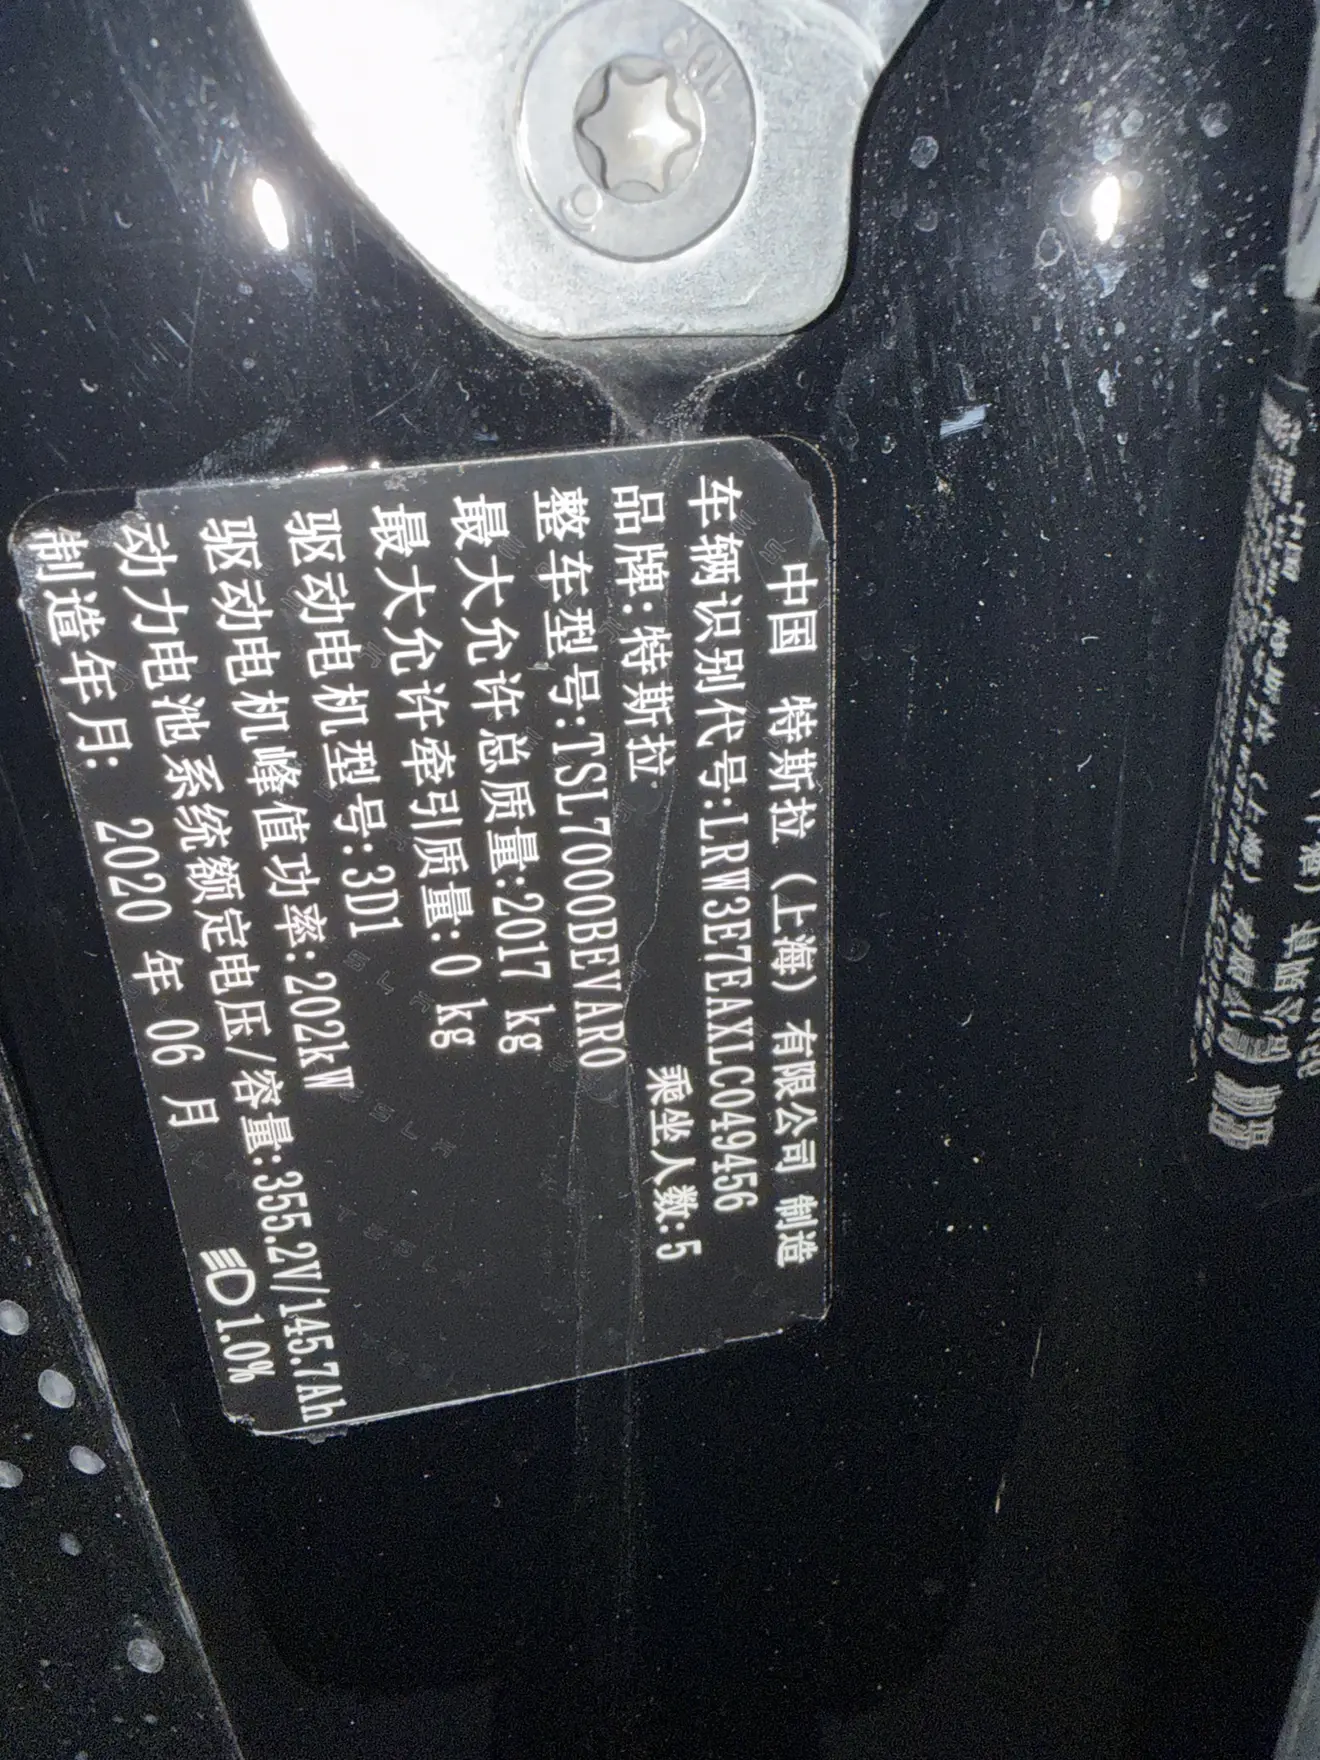 中国 特斯拉（上海）有限公司 制造
车辆识别代号:LRW3E7EAXLC049456
品牌:特斯拉 乘坐人数:5
整车型号:TSL7000BEVAR0
最大允许总质量:2017 kg
最大允许牵引质量:0 kg
驱动电机型号:3D1
驱动电机峰值功率:202kW
动力电池系统额定电压/容量:355.2V/145.7Ah
制造年月: 2020 年 06 月 1.0%